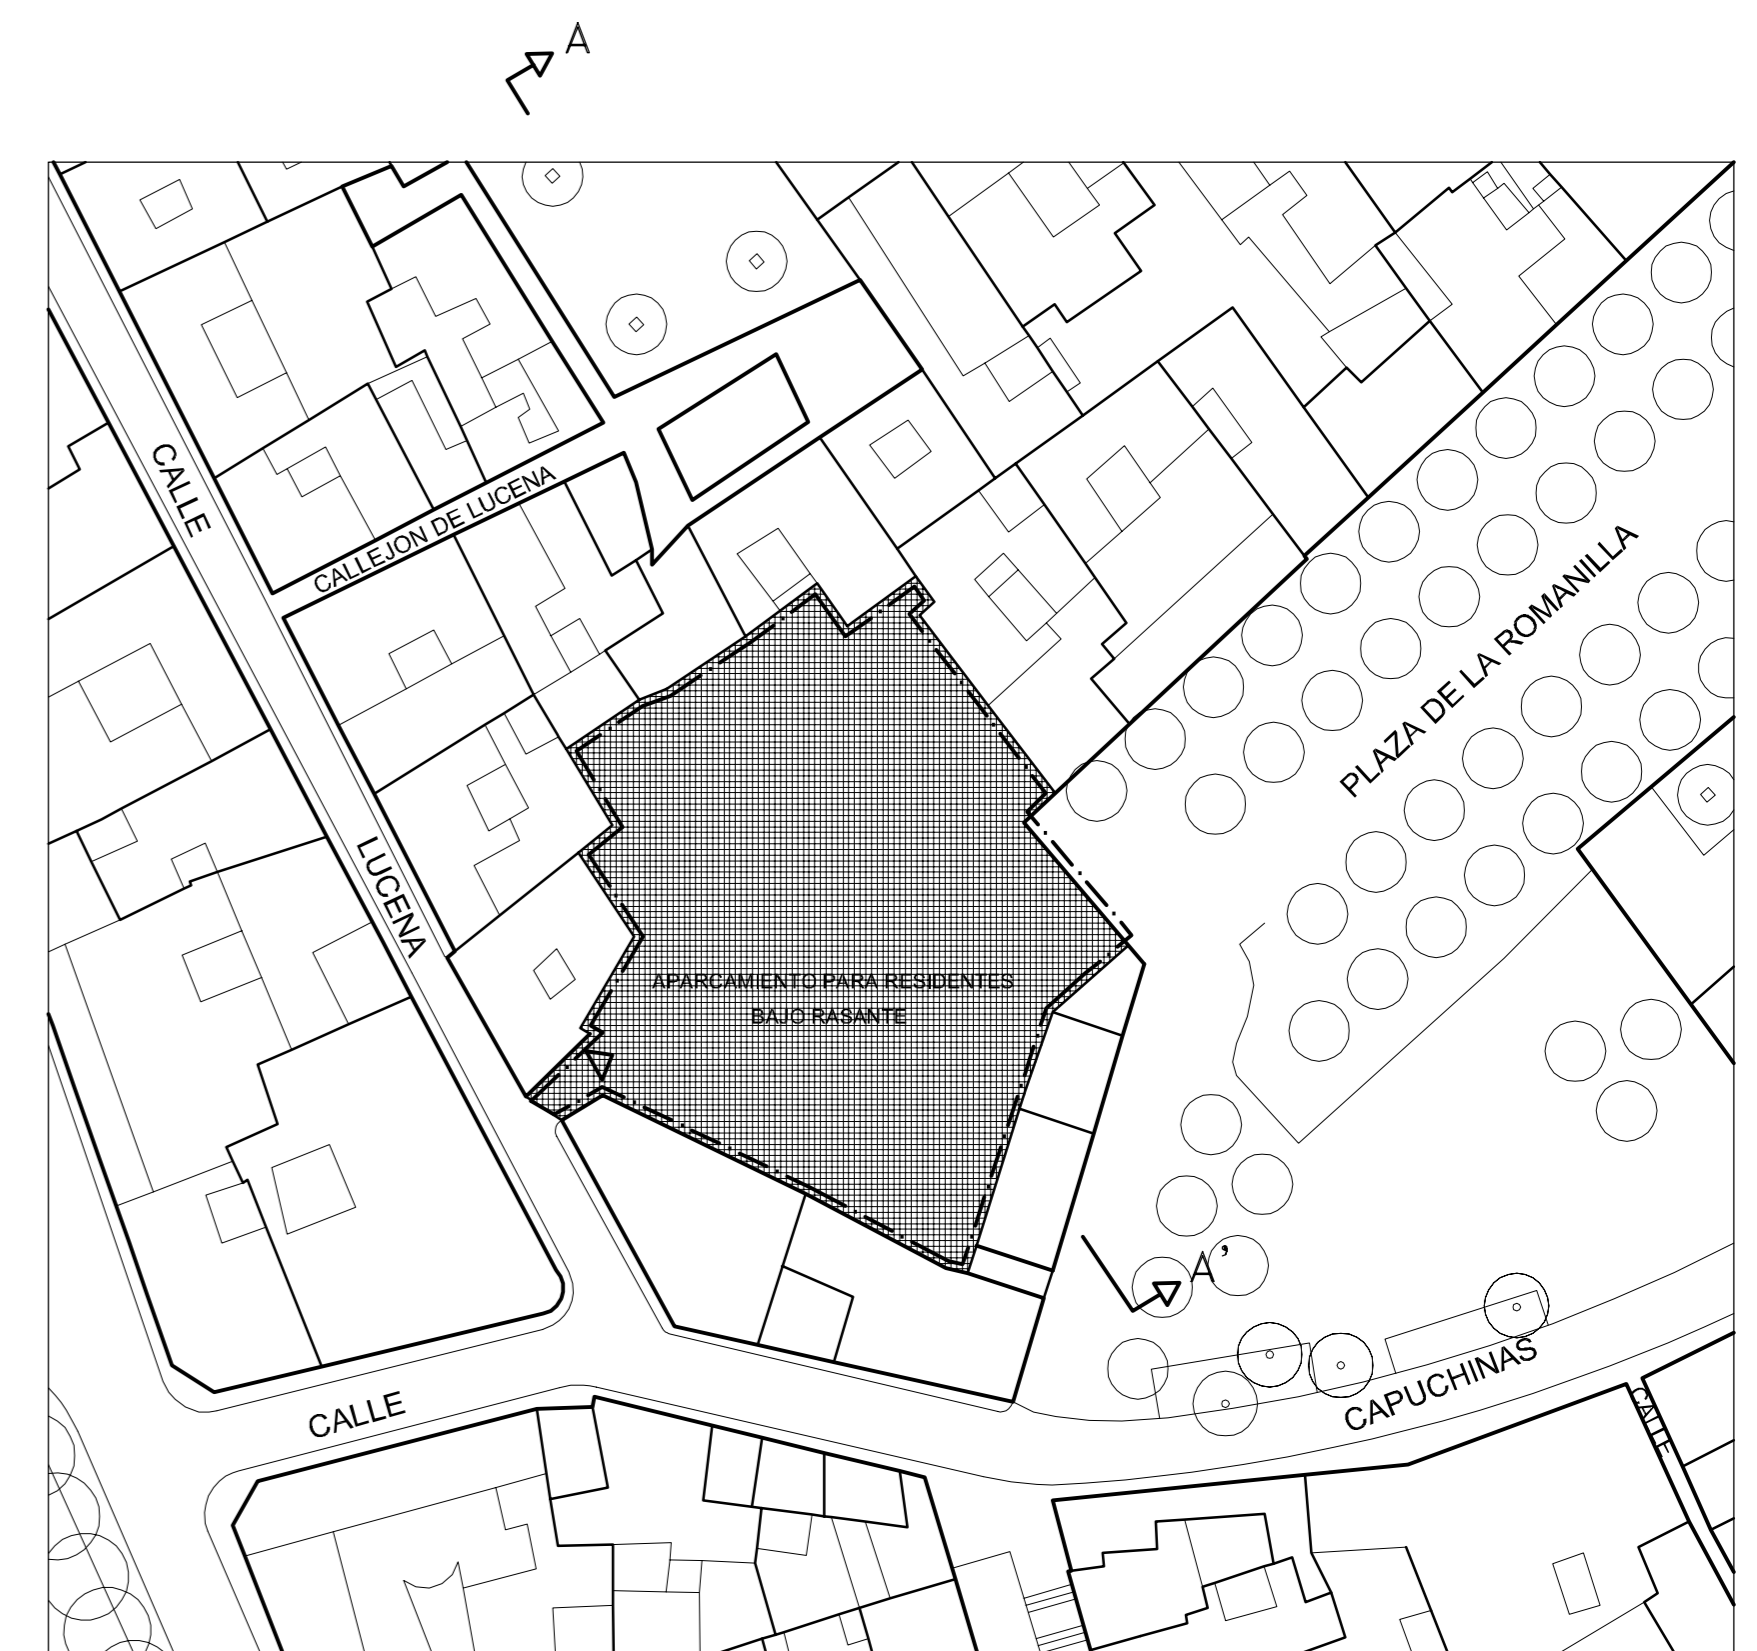 A
CALLE
CALLEJON DE LUCENA
PLAZA DE LA ROMANILLA
LUCENA
APARCAMIENTO PARA RESIDENTES
BAJO RASANTE
A'
CALLE
CAPUCHINAS
CALLE